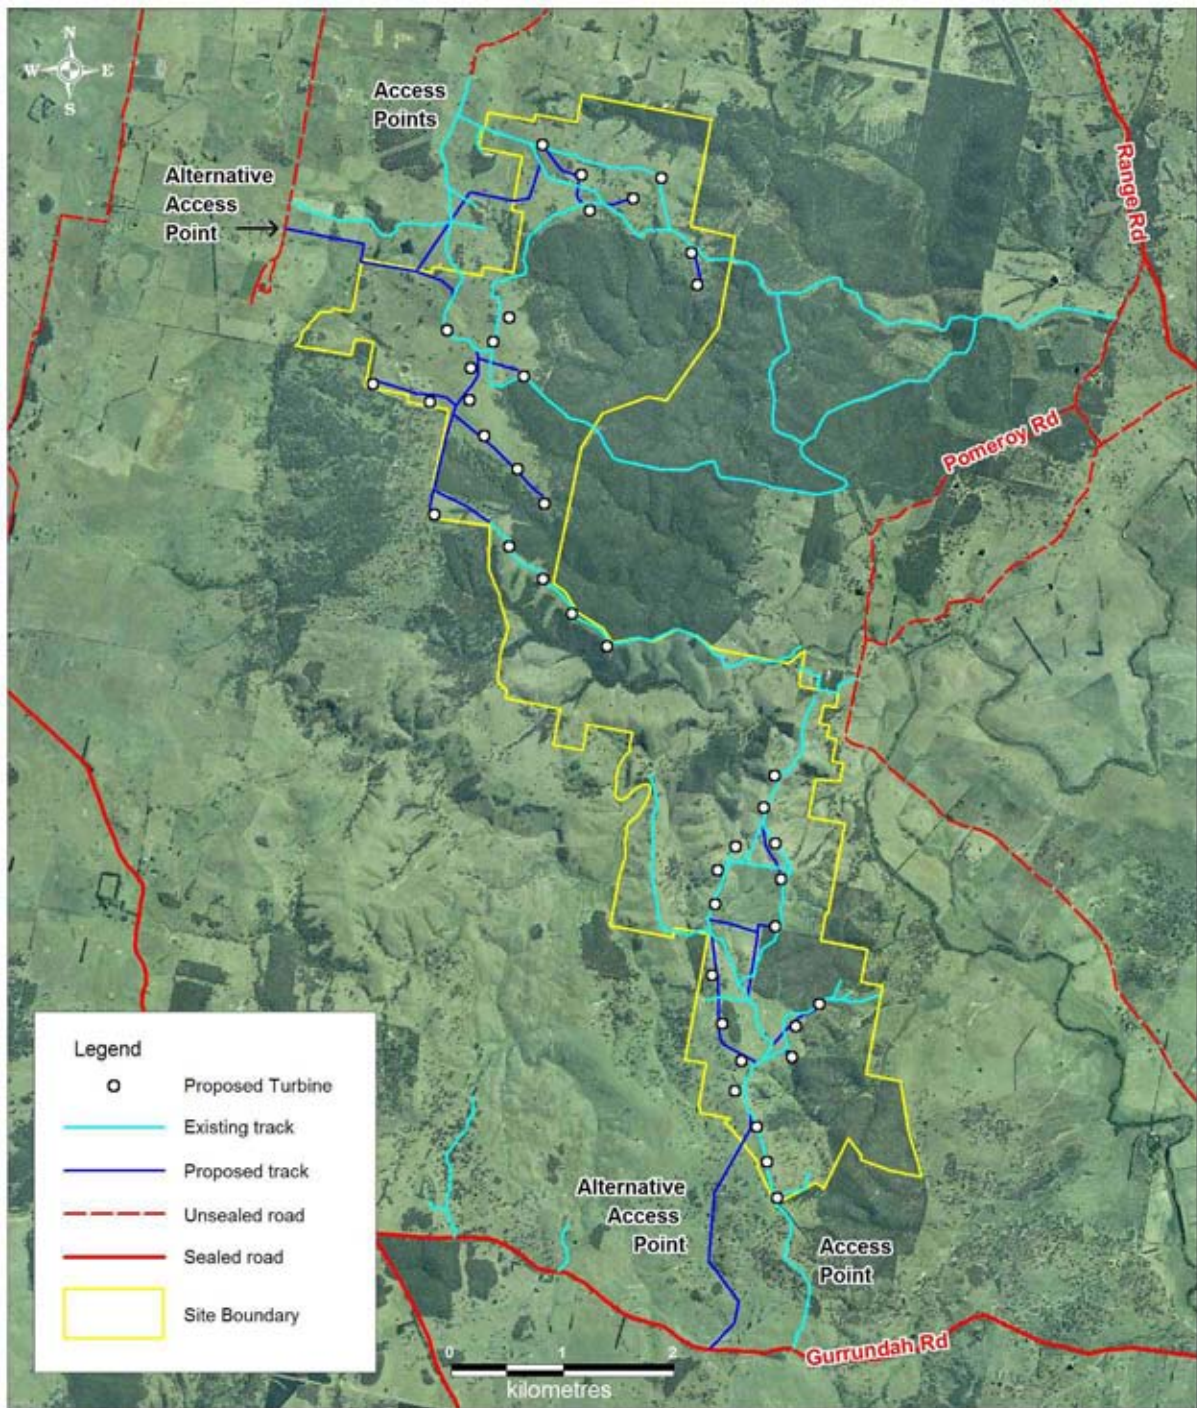 N
W E
S
Access
Points
Alternative
Access
Point
Range Rd
Pomeroy Rd
Legend
Proposed Turbine
Existing track
Proposed track
Unsealed road
Sealed road
Site Boundary
Alternative
Access
Point
Access
Point
Gurrundah Rd
0 1 2
kilometres